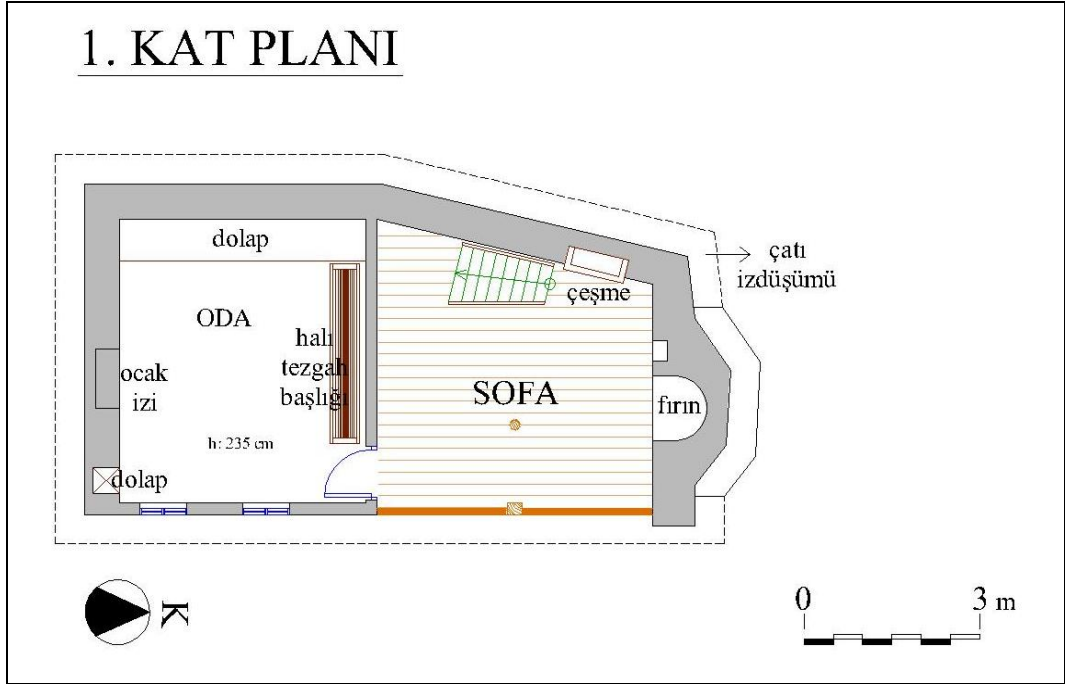 1. KAT PLANI
dolap
çatı
izdüşümü
çeşme
ODA
halı
tezgah
başlığı
ocak
izi
SOFA
fırın
h: 235 cm
dolap
K
0 3 m